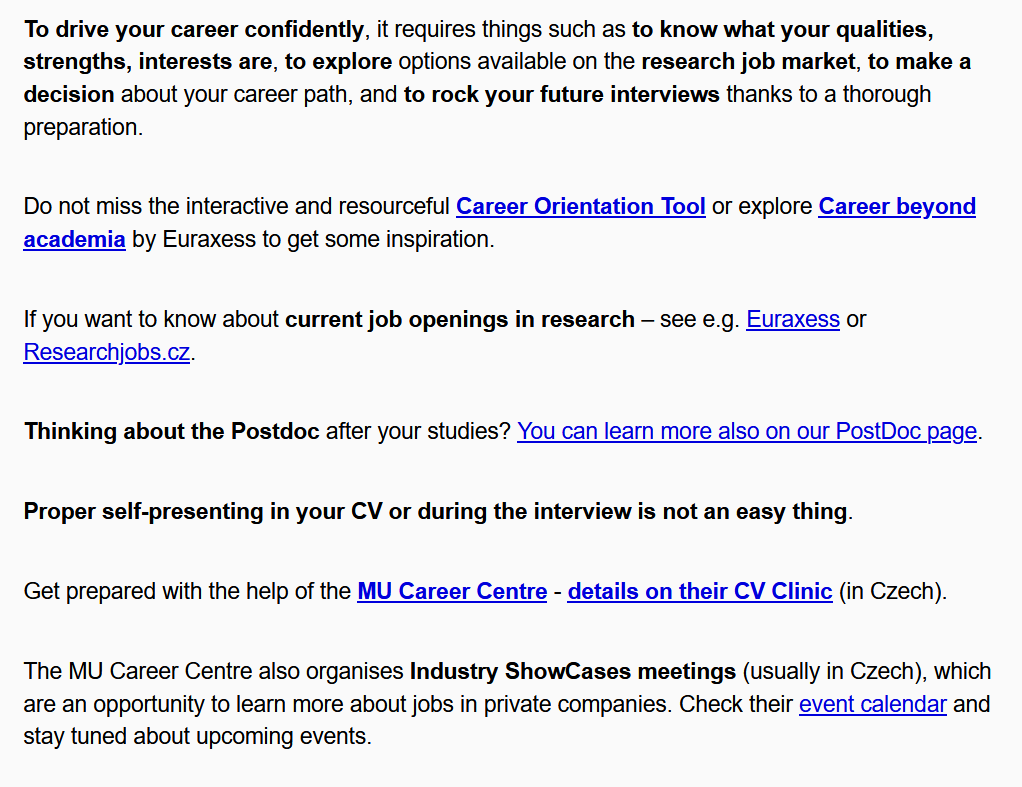 To drive your career confidently, it requires things such as to know what your qualities,
strengths, interests are, to explore options available on the research job market, to make a
decision about your career path, and to rock your future interviews thanks to a thorough
preparation.
Do not miss the interactive and resourceful Career Orientation Tool or explore Career beyond
academia by Euraxess to get some inspiration.
If you want to know about current job openings in research – see e.g. Euraxess or
Researchjobs.cz.
Thinking about the Postdoc after your studies? You can learn more also on our PostDoc page.
Proper self-presenting in your CV or during the interview is not an easy thing.
Get prepared with the help of the MU Career Centre - details on their CV Clinic (in Czech).
The MU Career Centre also organises Industry ShowCases meetings (usually in Czech), which
are an opportunity to learn more about jobs in private companies. Check their event calendar and
stay tuned about upcoming events.